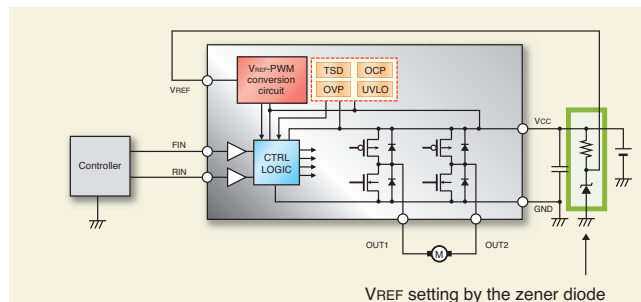 VREF-PWM
conversion
circuit
TSD
OCP
OVP
UVLO
VREF
VCC
FIN
Controller
RIN
CTRL
LOGIC
GND
OUT1
M
OUT2
VREF setting by the zener diode